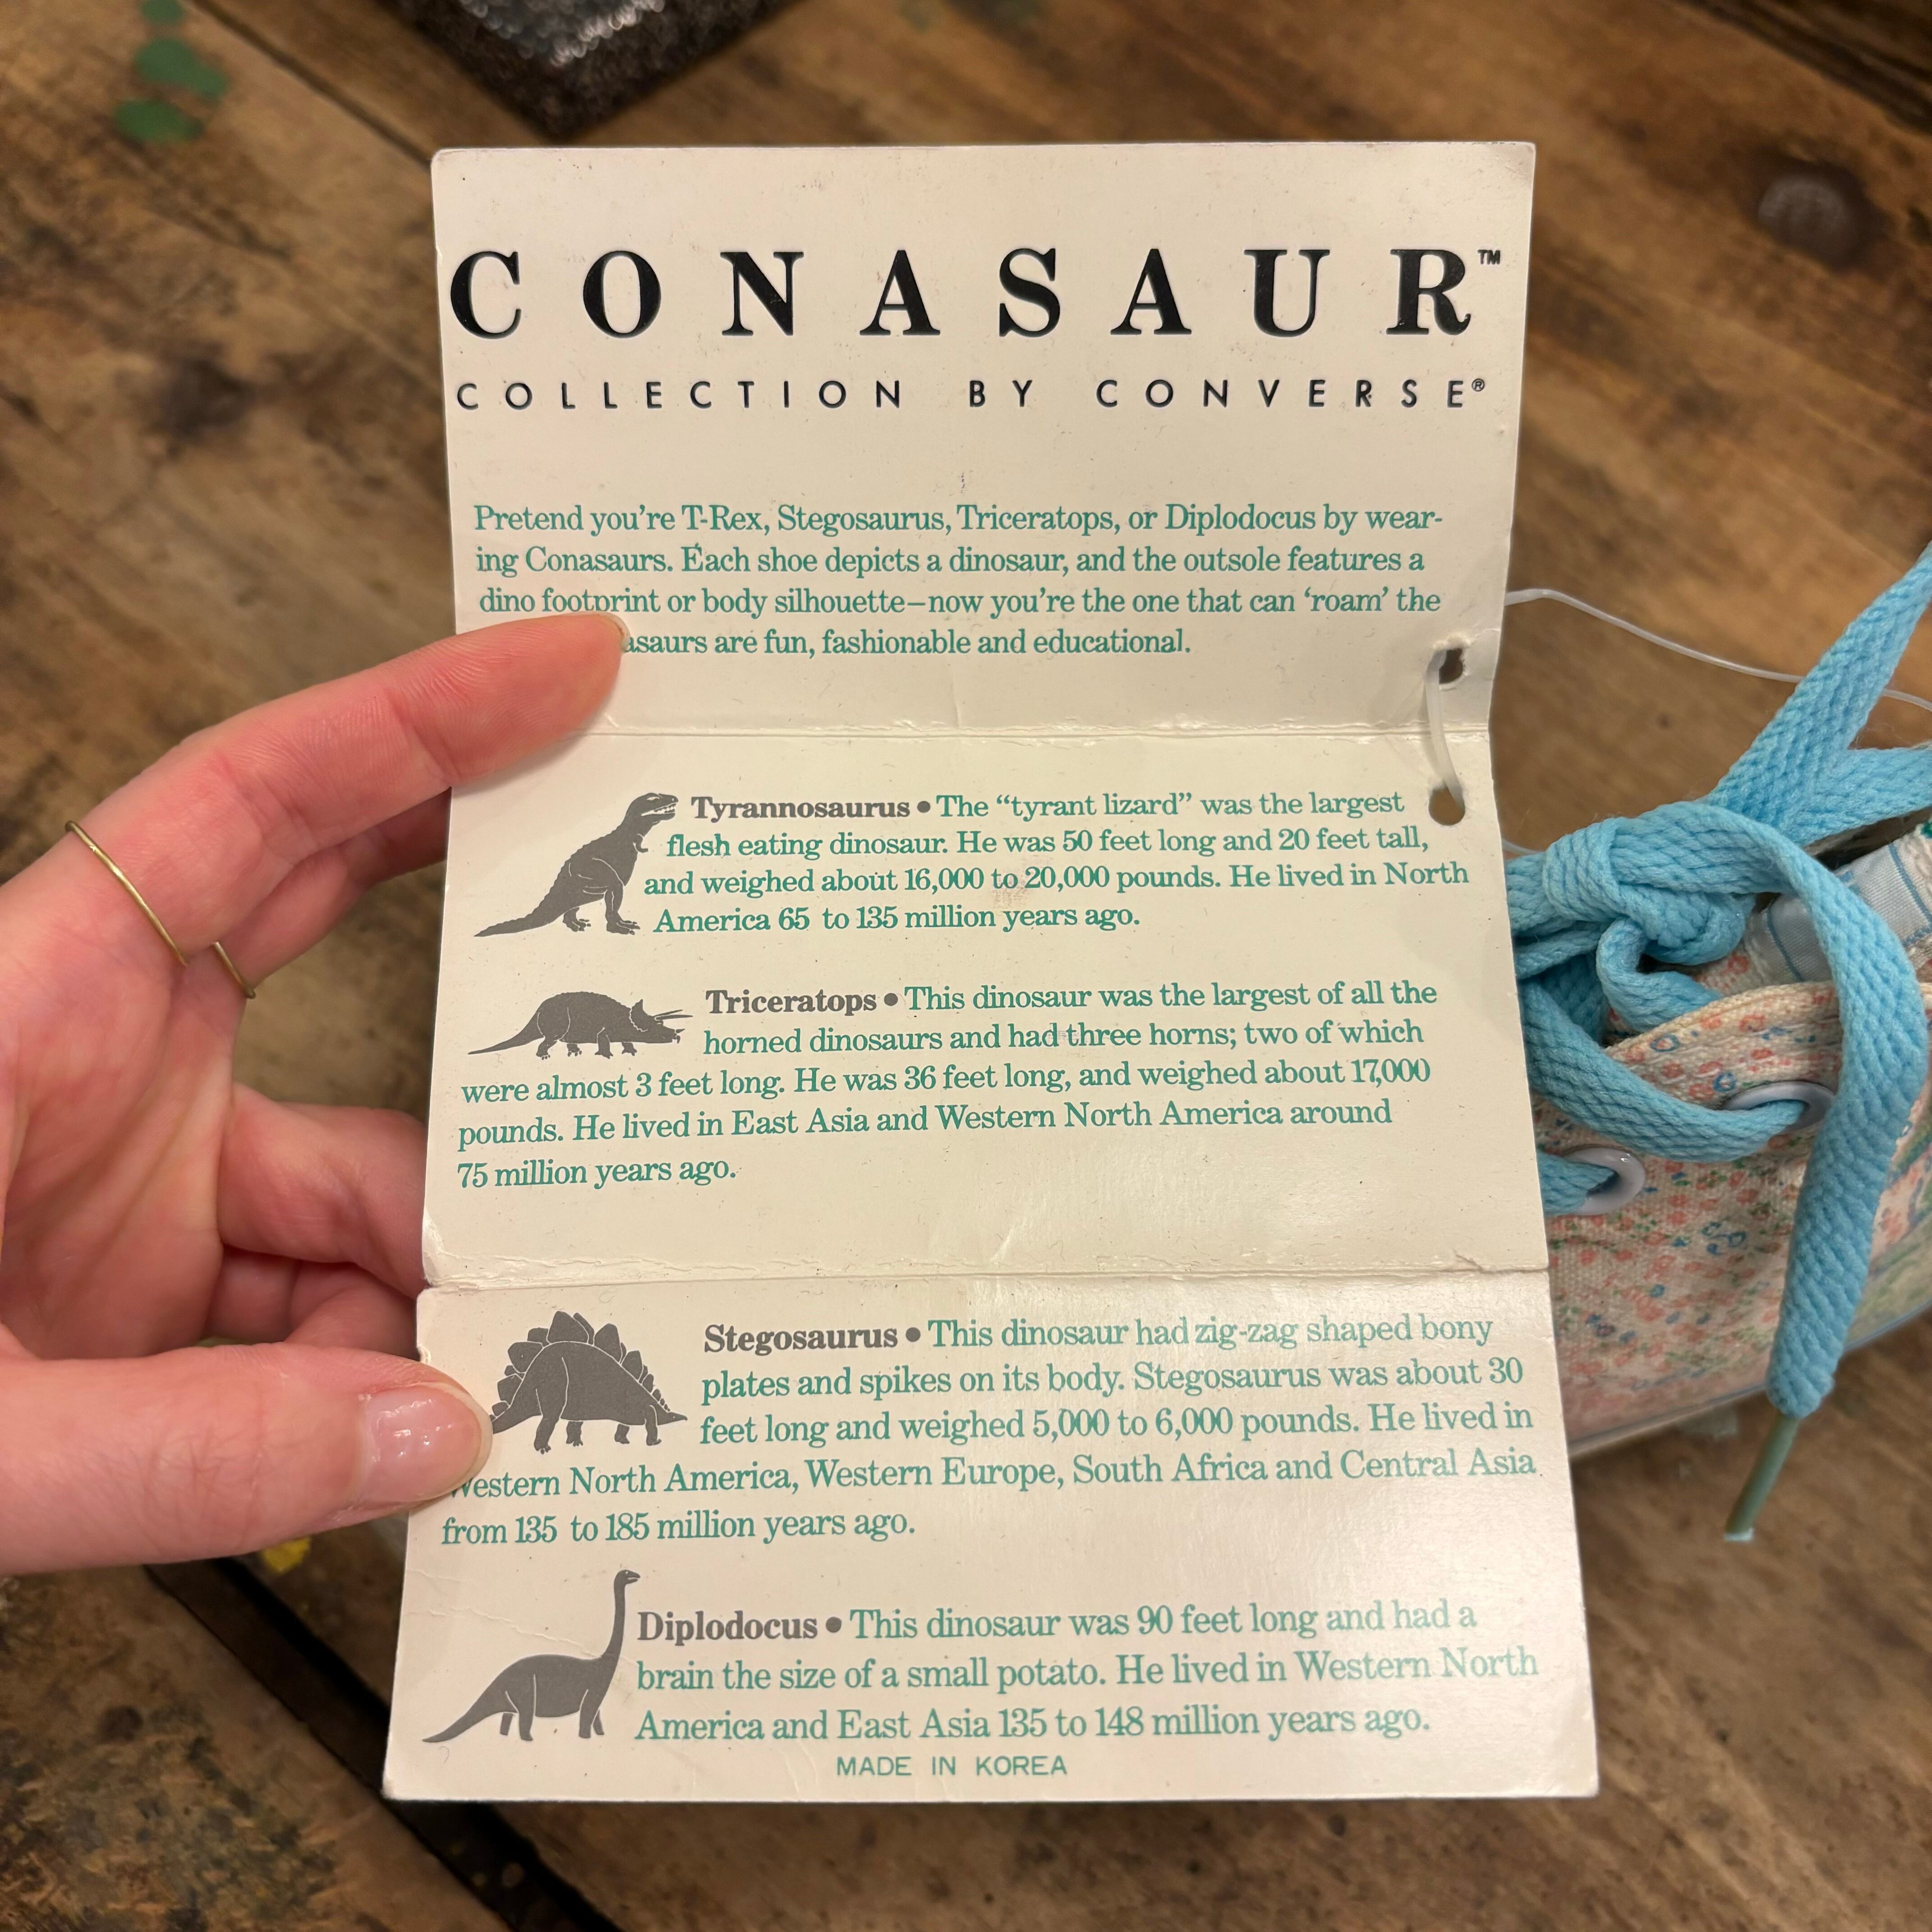 CONASAUR™
COLLECTION BY CONVERSE®
Pretend you're T-Rex, Stegosaurus, Triceratops, or Diplodocus by wear-
ing Conasaurs. Each shoe depicts a dinosaur, and the outsole features a
dino footprint or body silhouette–now you're the one that can 'roam' the
asaurs are fun, fashionable and educational.
Tyrannosaurus • The “tyrant lizard” was the largest
flesh eating dinosaur. He was 50 feet long and 20 feet tall,
and weighed about 16,000 to 20,000 pounds. He lived in North
America 65 to 135 million years ago.
Triceratops • This dinosaur was the largest of all the
horned dinosaurs and had three horns; two of which
were almost 3 feet long. He was 36 feet long, and weighed about 17,000
pounds. He lived in East Asia and Western North America around
75 million years ago.
Stegosaurus • This dinosaur had zig-zag shaped bony
plates and spikes on its body. Stegosaurus was about 30
feet long and weighed 5,000 to 6,000 pounds. He lived in
Western North America, Western Europe, South Africa and Central Asia
from 135 to 185 million years ago.
Diplodocus • This dinosaur was 90 feet long and had a
brain the size of a small potato. He lived in Western North
America and East Asia 135 to 148 million years ago.
MADE IN KOREA